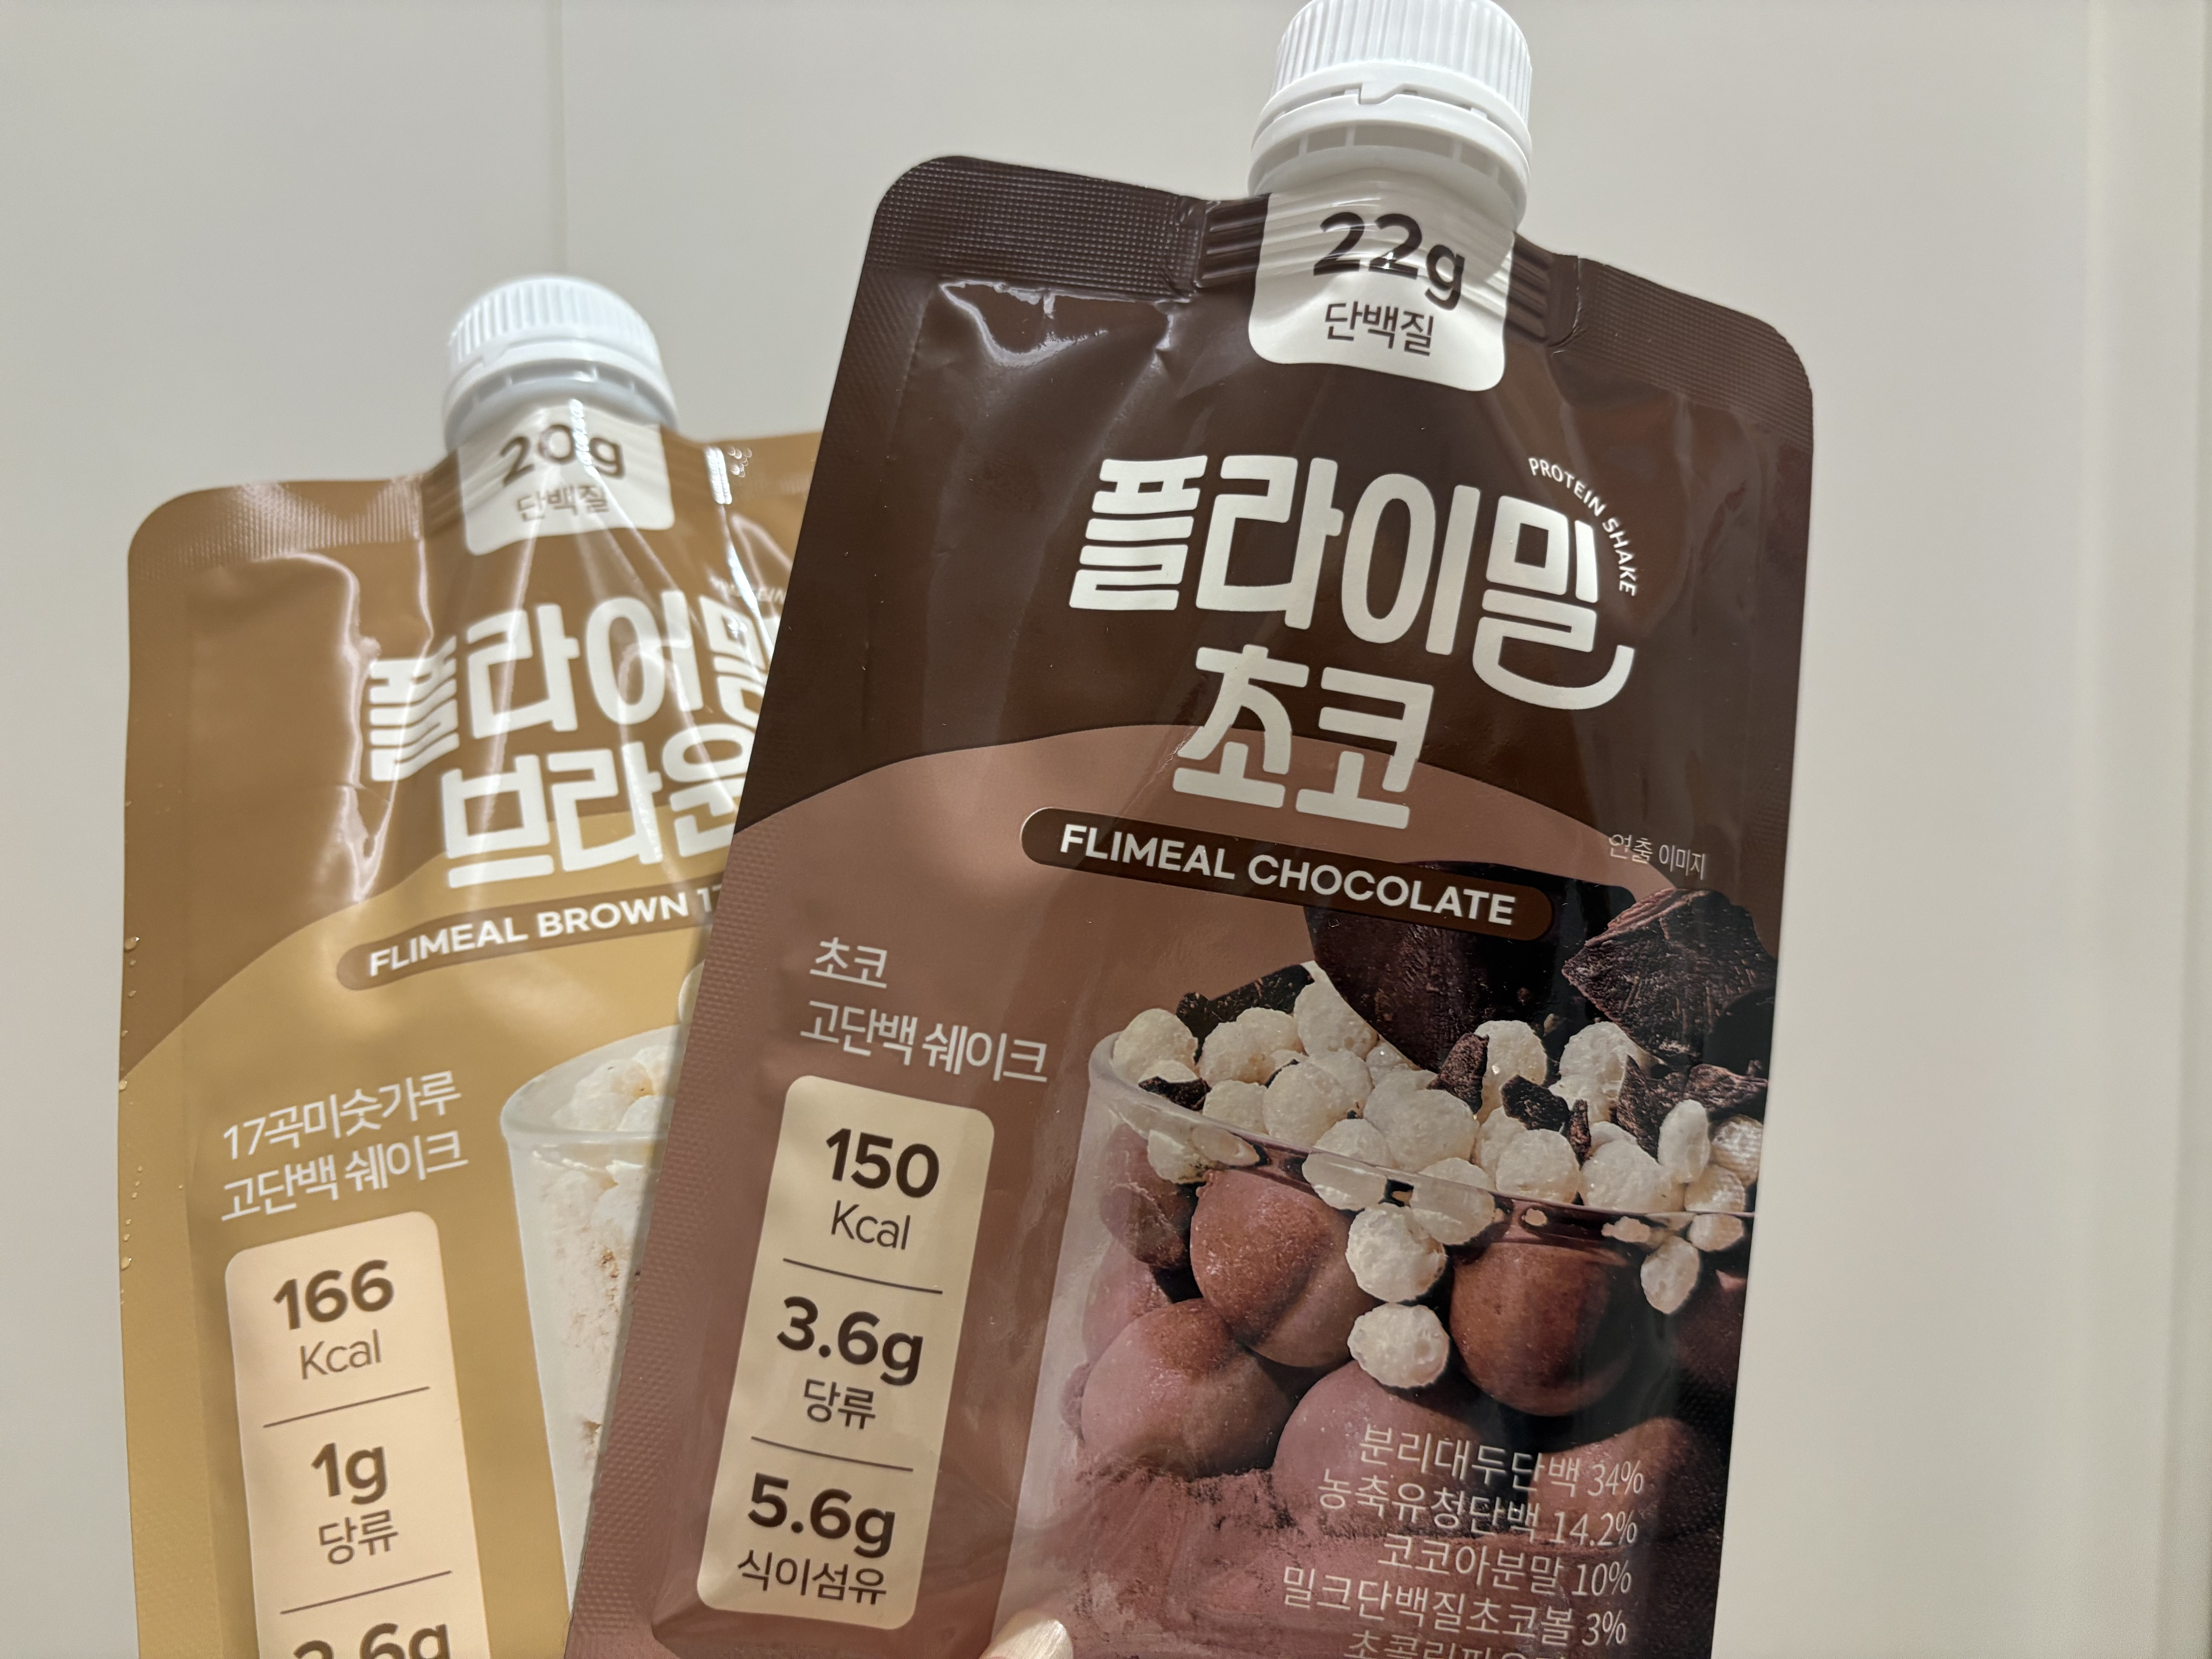 20g
단백질
플라이밀
브라운
FLIMEAL BROWN
17곡미숫가루
고단백 쉐이크
166
Kcal
1g
당류
22g
단백질
PROTEIN SHAKE
플라이밀
초코
FLIMEAL CHOCOLATE
연출 이미지
초코
고단백 쉐이크
150
Kcal
3.6g
당류
5.6g
식이섬유
분리대두단백 34%
농축유청단백 14.2%
코코아분말 10%
밀크단백질초코볼 3%